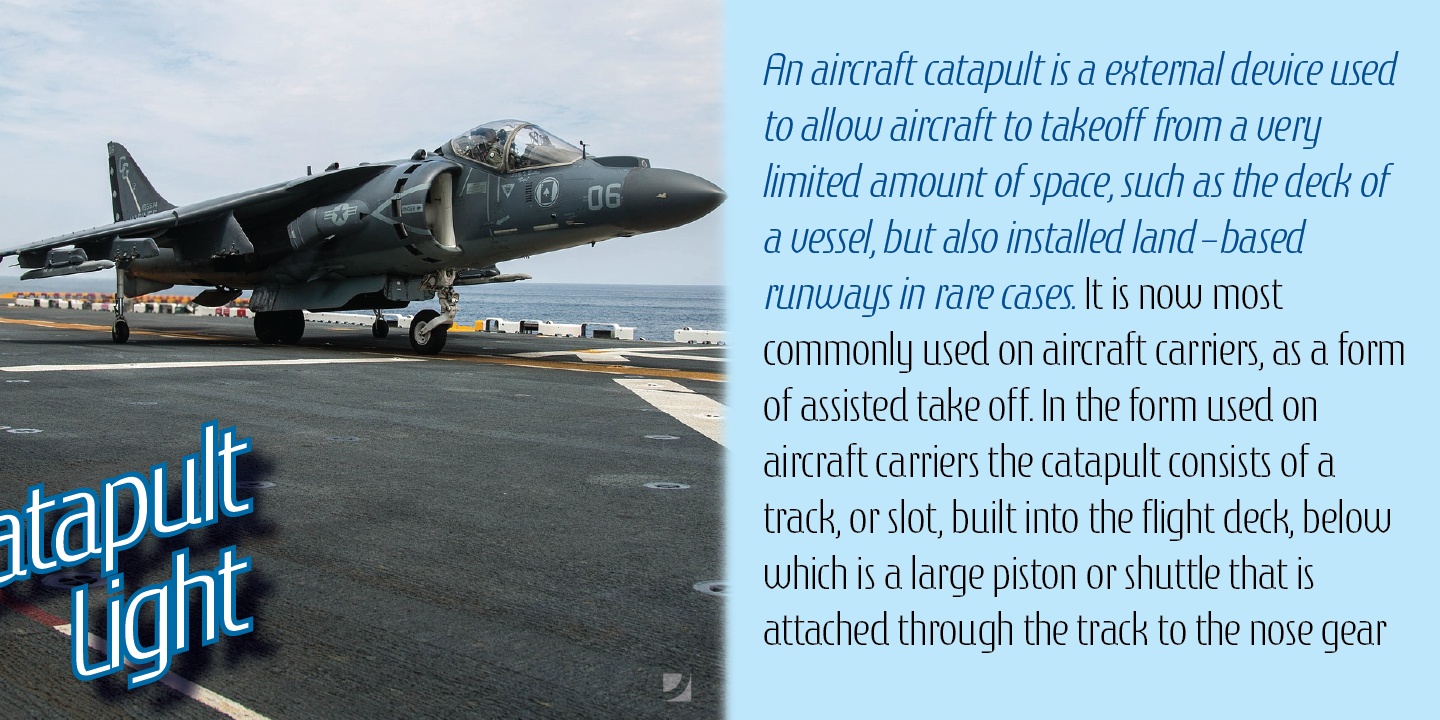 06
atapult
light
An aircraft catapult is a external device used
to allow aircraft to takeoff from a very
limited amount of space, such as the deck of
a vessel, but also installed land-based
runways in rare cases. It is now most
commonly used on aircraft carriers, as a form
of assisted take off. In the form used on
aircraft carriers the catapult consists of a
track, or slot, built into the flight deck, below
which is a large piston or shuttle that is
attached through the track to the nose gear